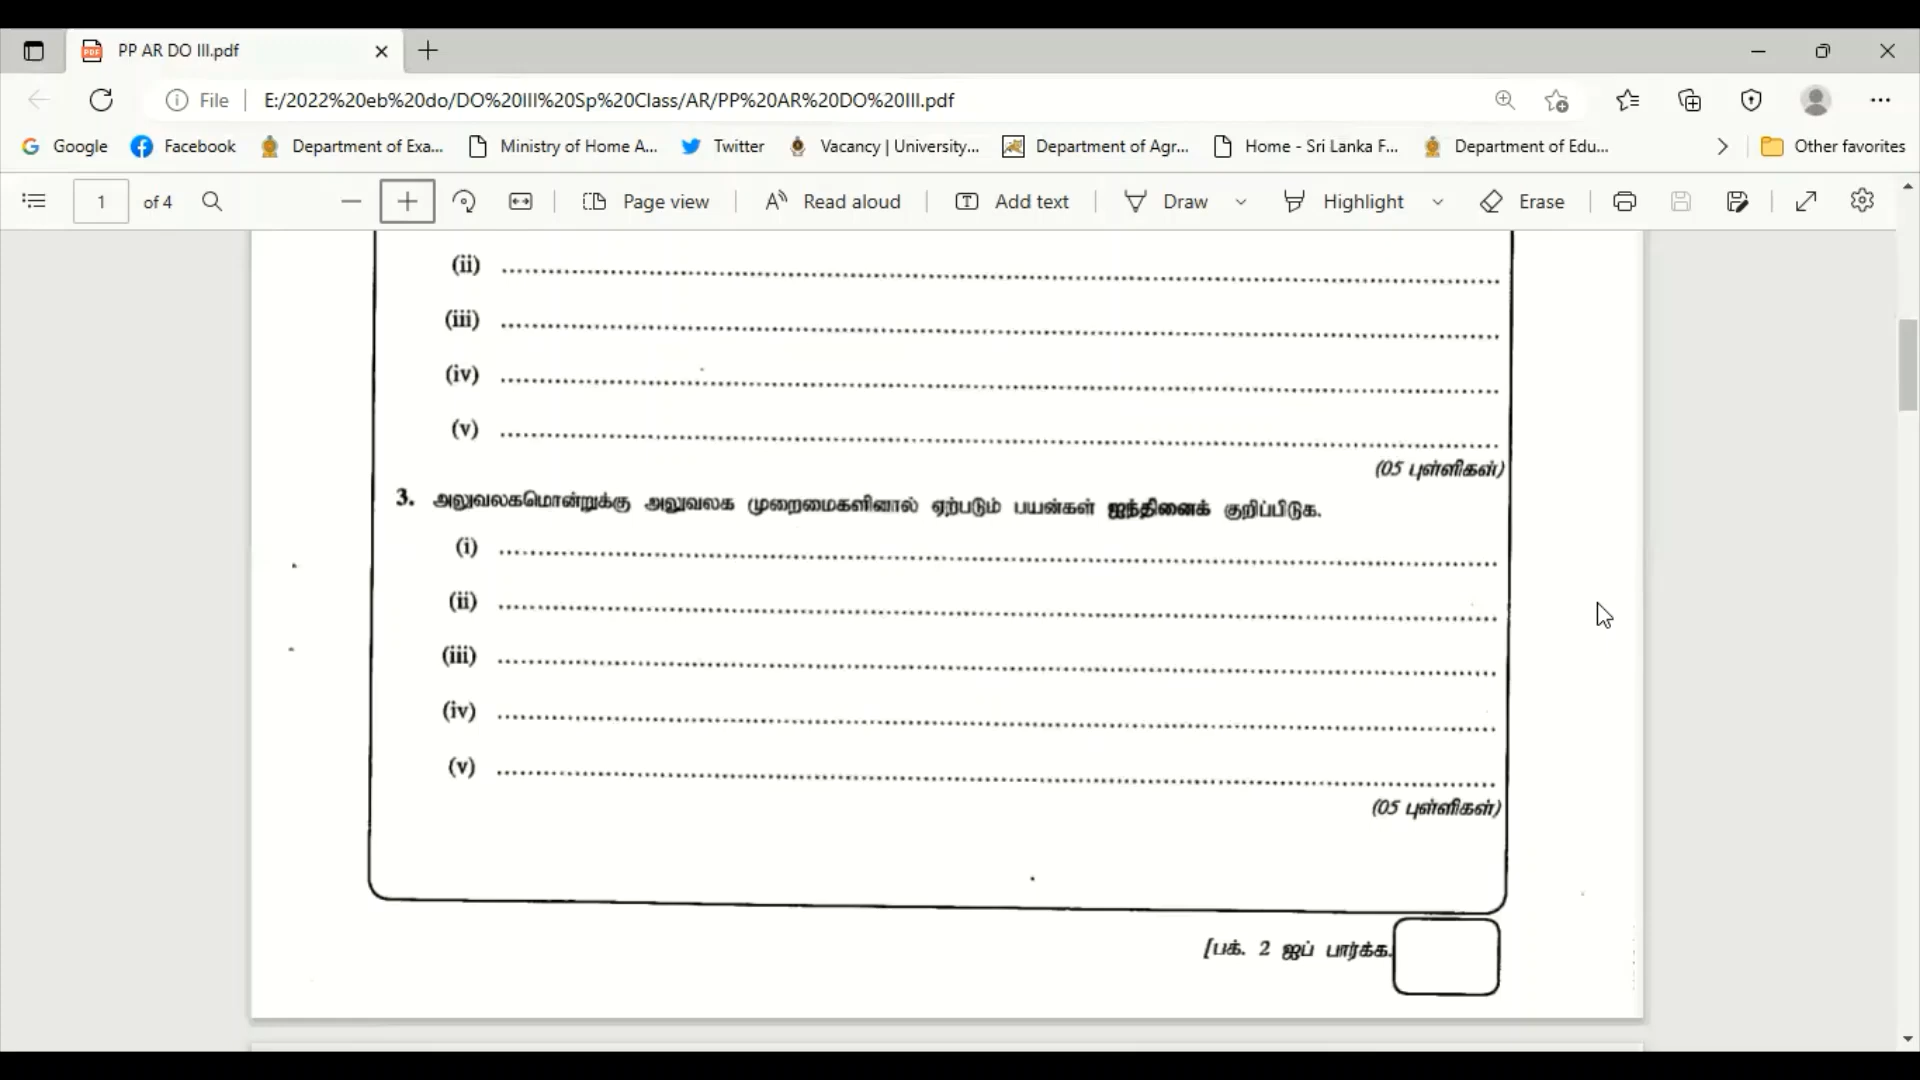 PP AR DO III.pdf
File E:/2022%20eb%20do/DO%20III%20Sp%20Class/AR/PP%20AR%20DO%20III.pdf
Google Facebook Department of Exa... Ministry of Home A... Twitter Vacancy | University... Department of Agr... Home - Sri Lanka F... Department of Edu... Other favorites
1 of 4 Page view Read aloud Add text Draw Highlight Erase
(ii) ....................
(iii) ....................
(iv) ....................
(v) ....................
(05 புள்ளிகள்)
3. அலுவலகமொன்றுக்கு அலுவலக முறைமைகளினால் ஏற்படும் பயன்கள் ஐந்தினைக் குறிப்பிடுக.
(i) ....................
(ii) ....................
(iii) ....................
(iv) ....................
(v) ....................
(05 புள்ளிகள்)
[பக். 2 ஐப் பார்க்க.